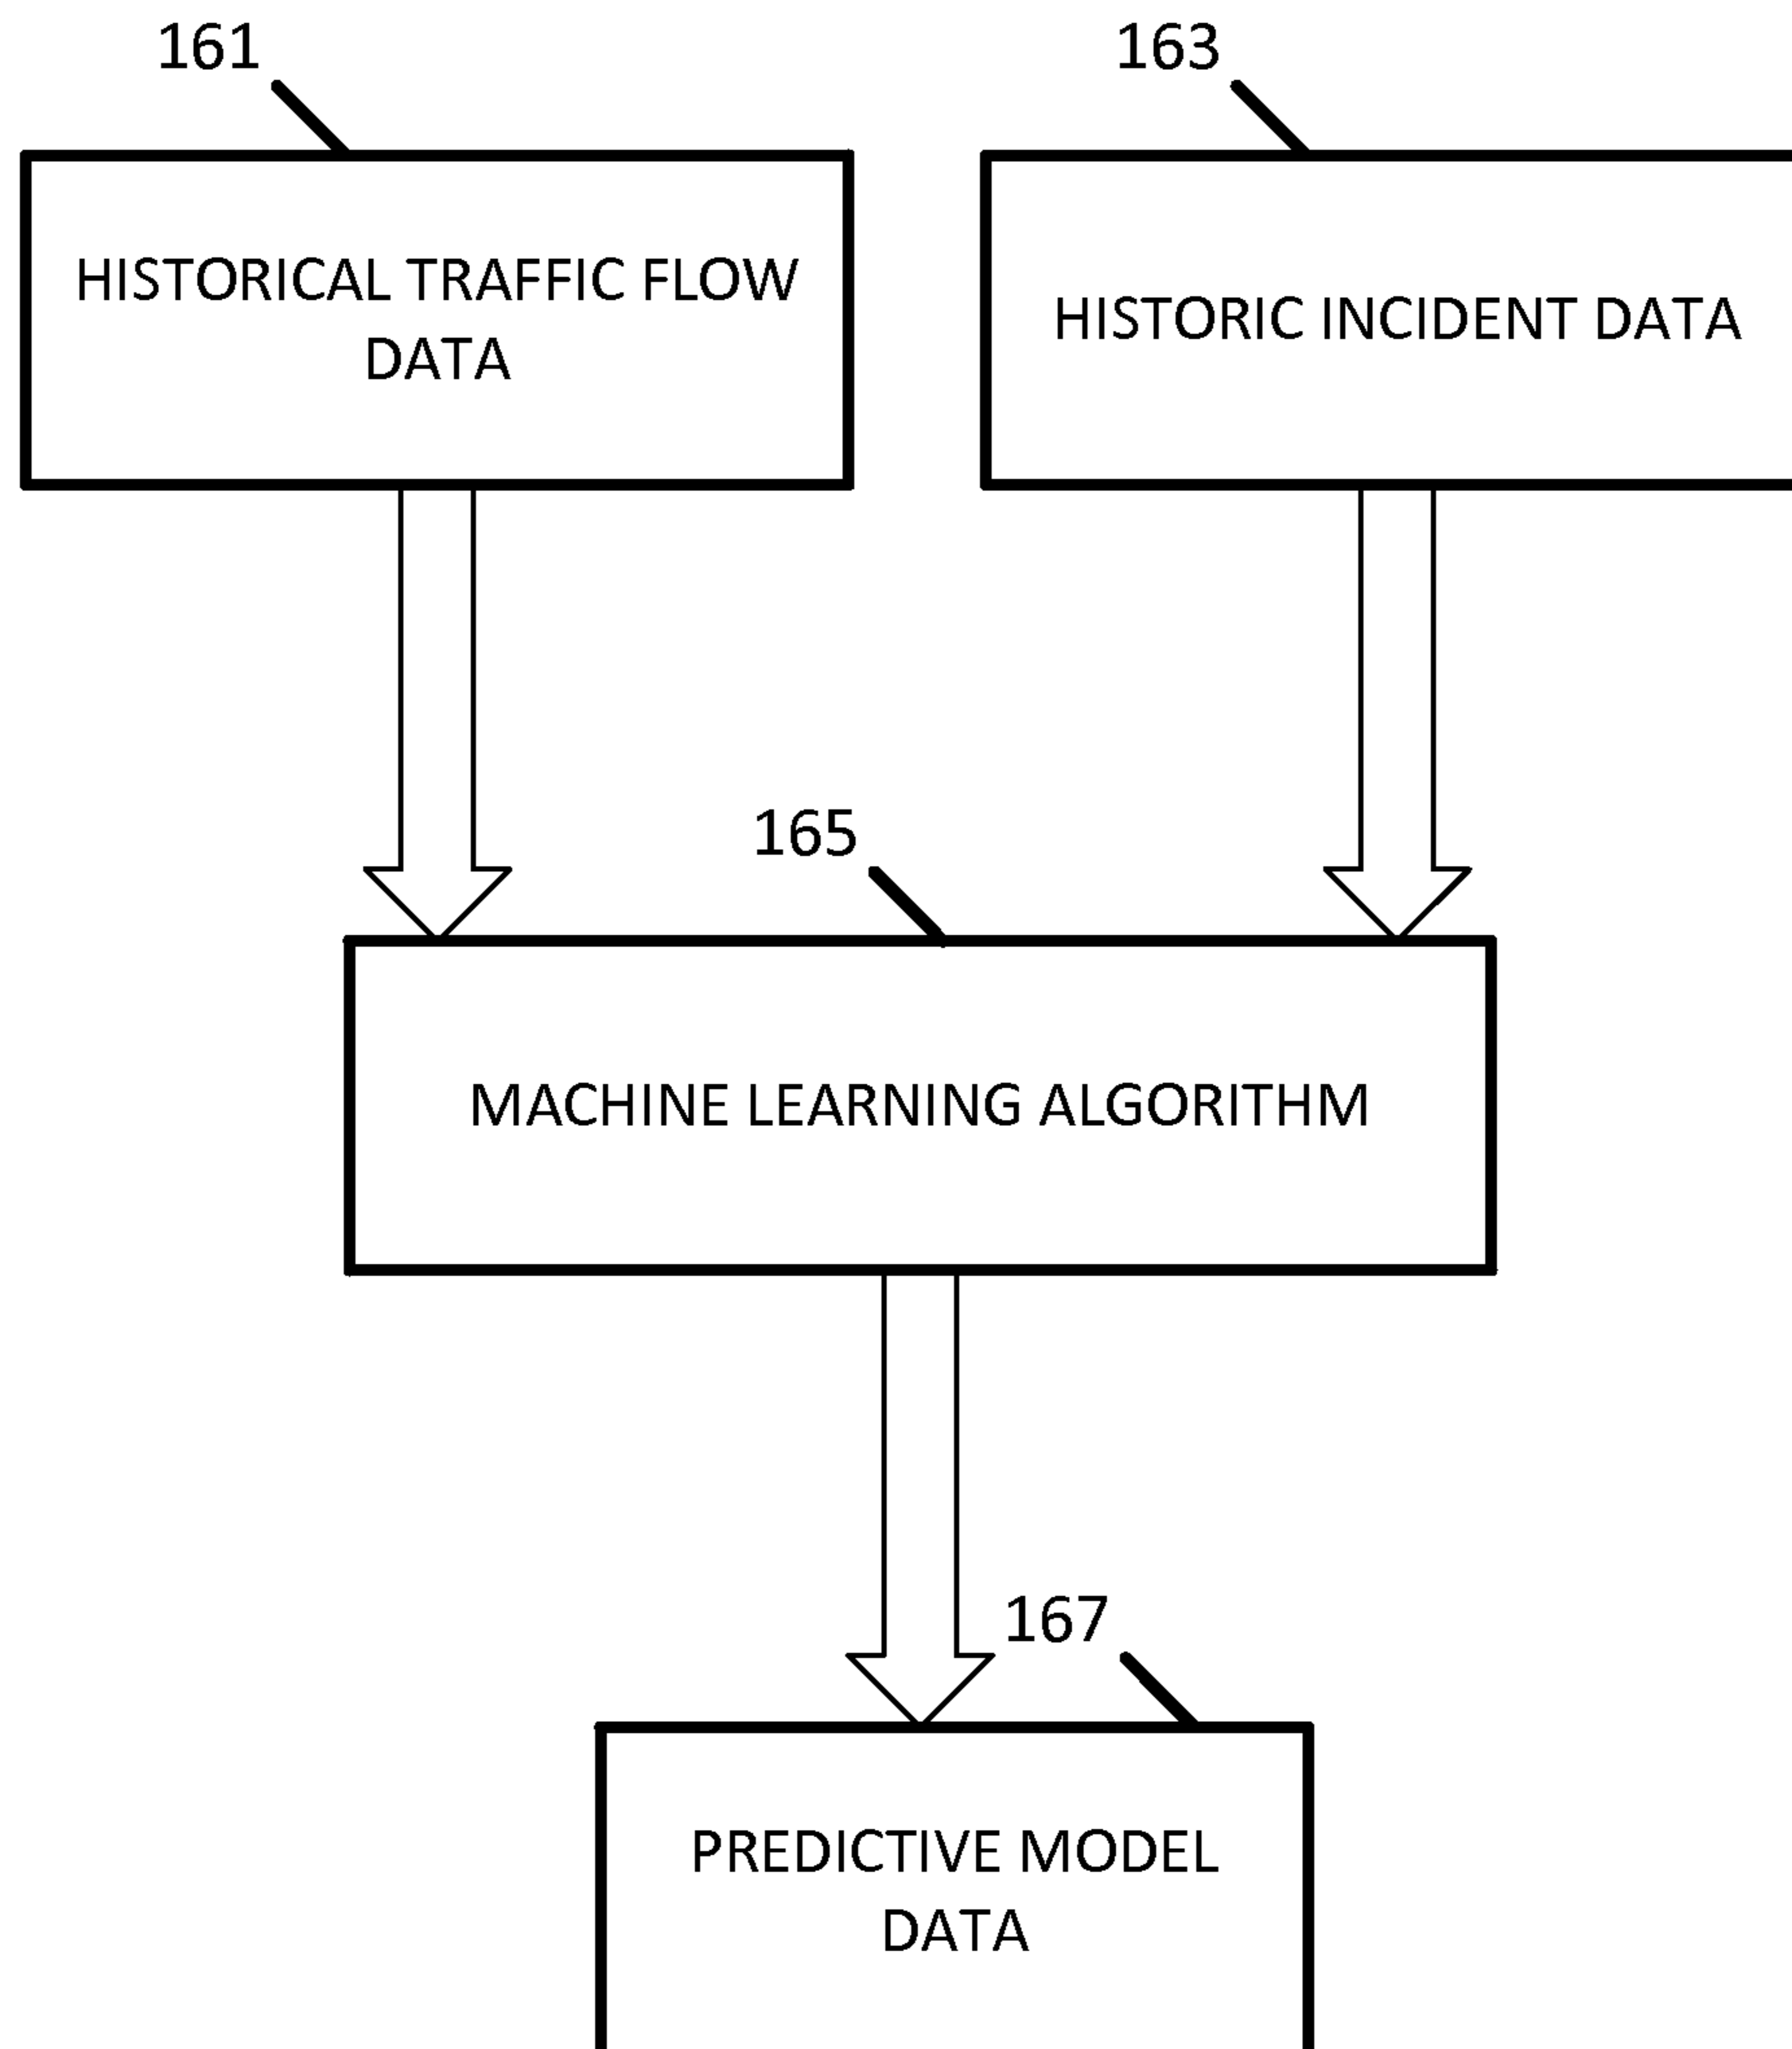 161
163
HISTORICAL TRAFFIC FLOW
DATA
HISTORIC INCIDENT DATA
165
MACHINE LEARNING ALGORITHM
167
PREDICTIVE MODEL
DATA